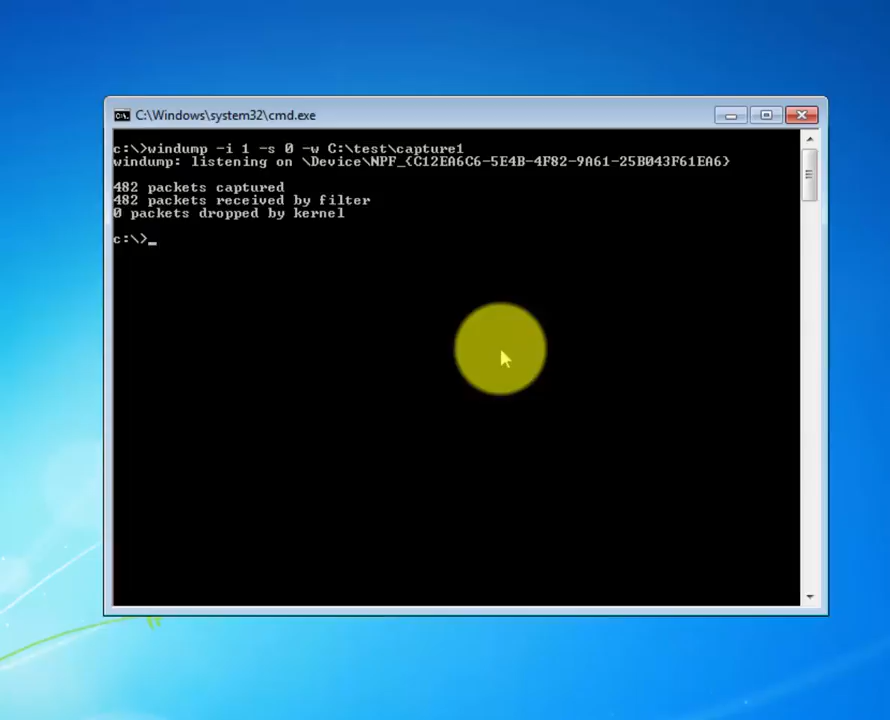 C:\Windows\system32\cmd.exe
c:\>windump -i 1 -s 0 -w C:\test\capture1
windump: listening on \Device\NPF_{C12EA6C6-5E4B-4F82-9A61-25B043F61EA6}
482 packets captured
482 packets received by filter
0 packets dropped by kernel
c:\>_